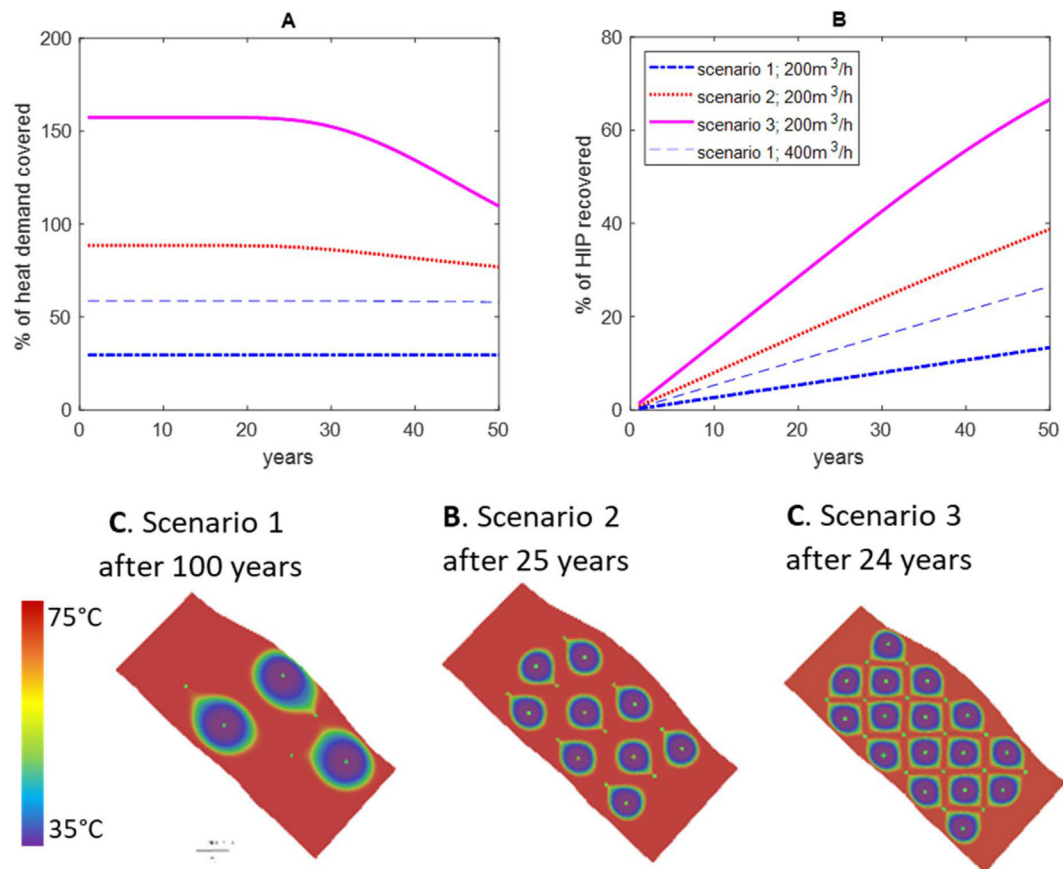 A
200
150
100
50
0
% of heat demand covered
0 10 20 30 40 50
years
B
80
60
40
20
0
% of HIP recovered
scenario 1; 200m³/h
scenario 2; 200m³/h
scenario 3; 200m³/h
scenario 1; 400m³/h
0 10 20 30 40 50
years
C. Scenario 1
after 100 years
B. Scenario 2
after 25 years
C. Scenario 3
after 24 years
75°C
35°C